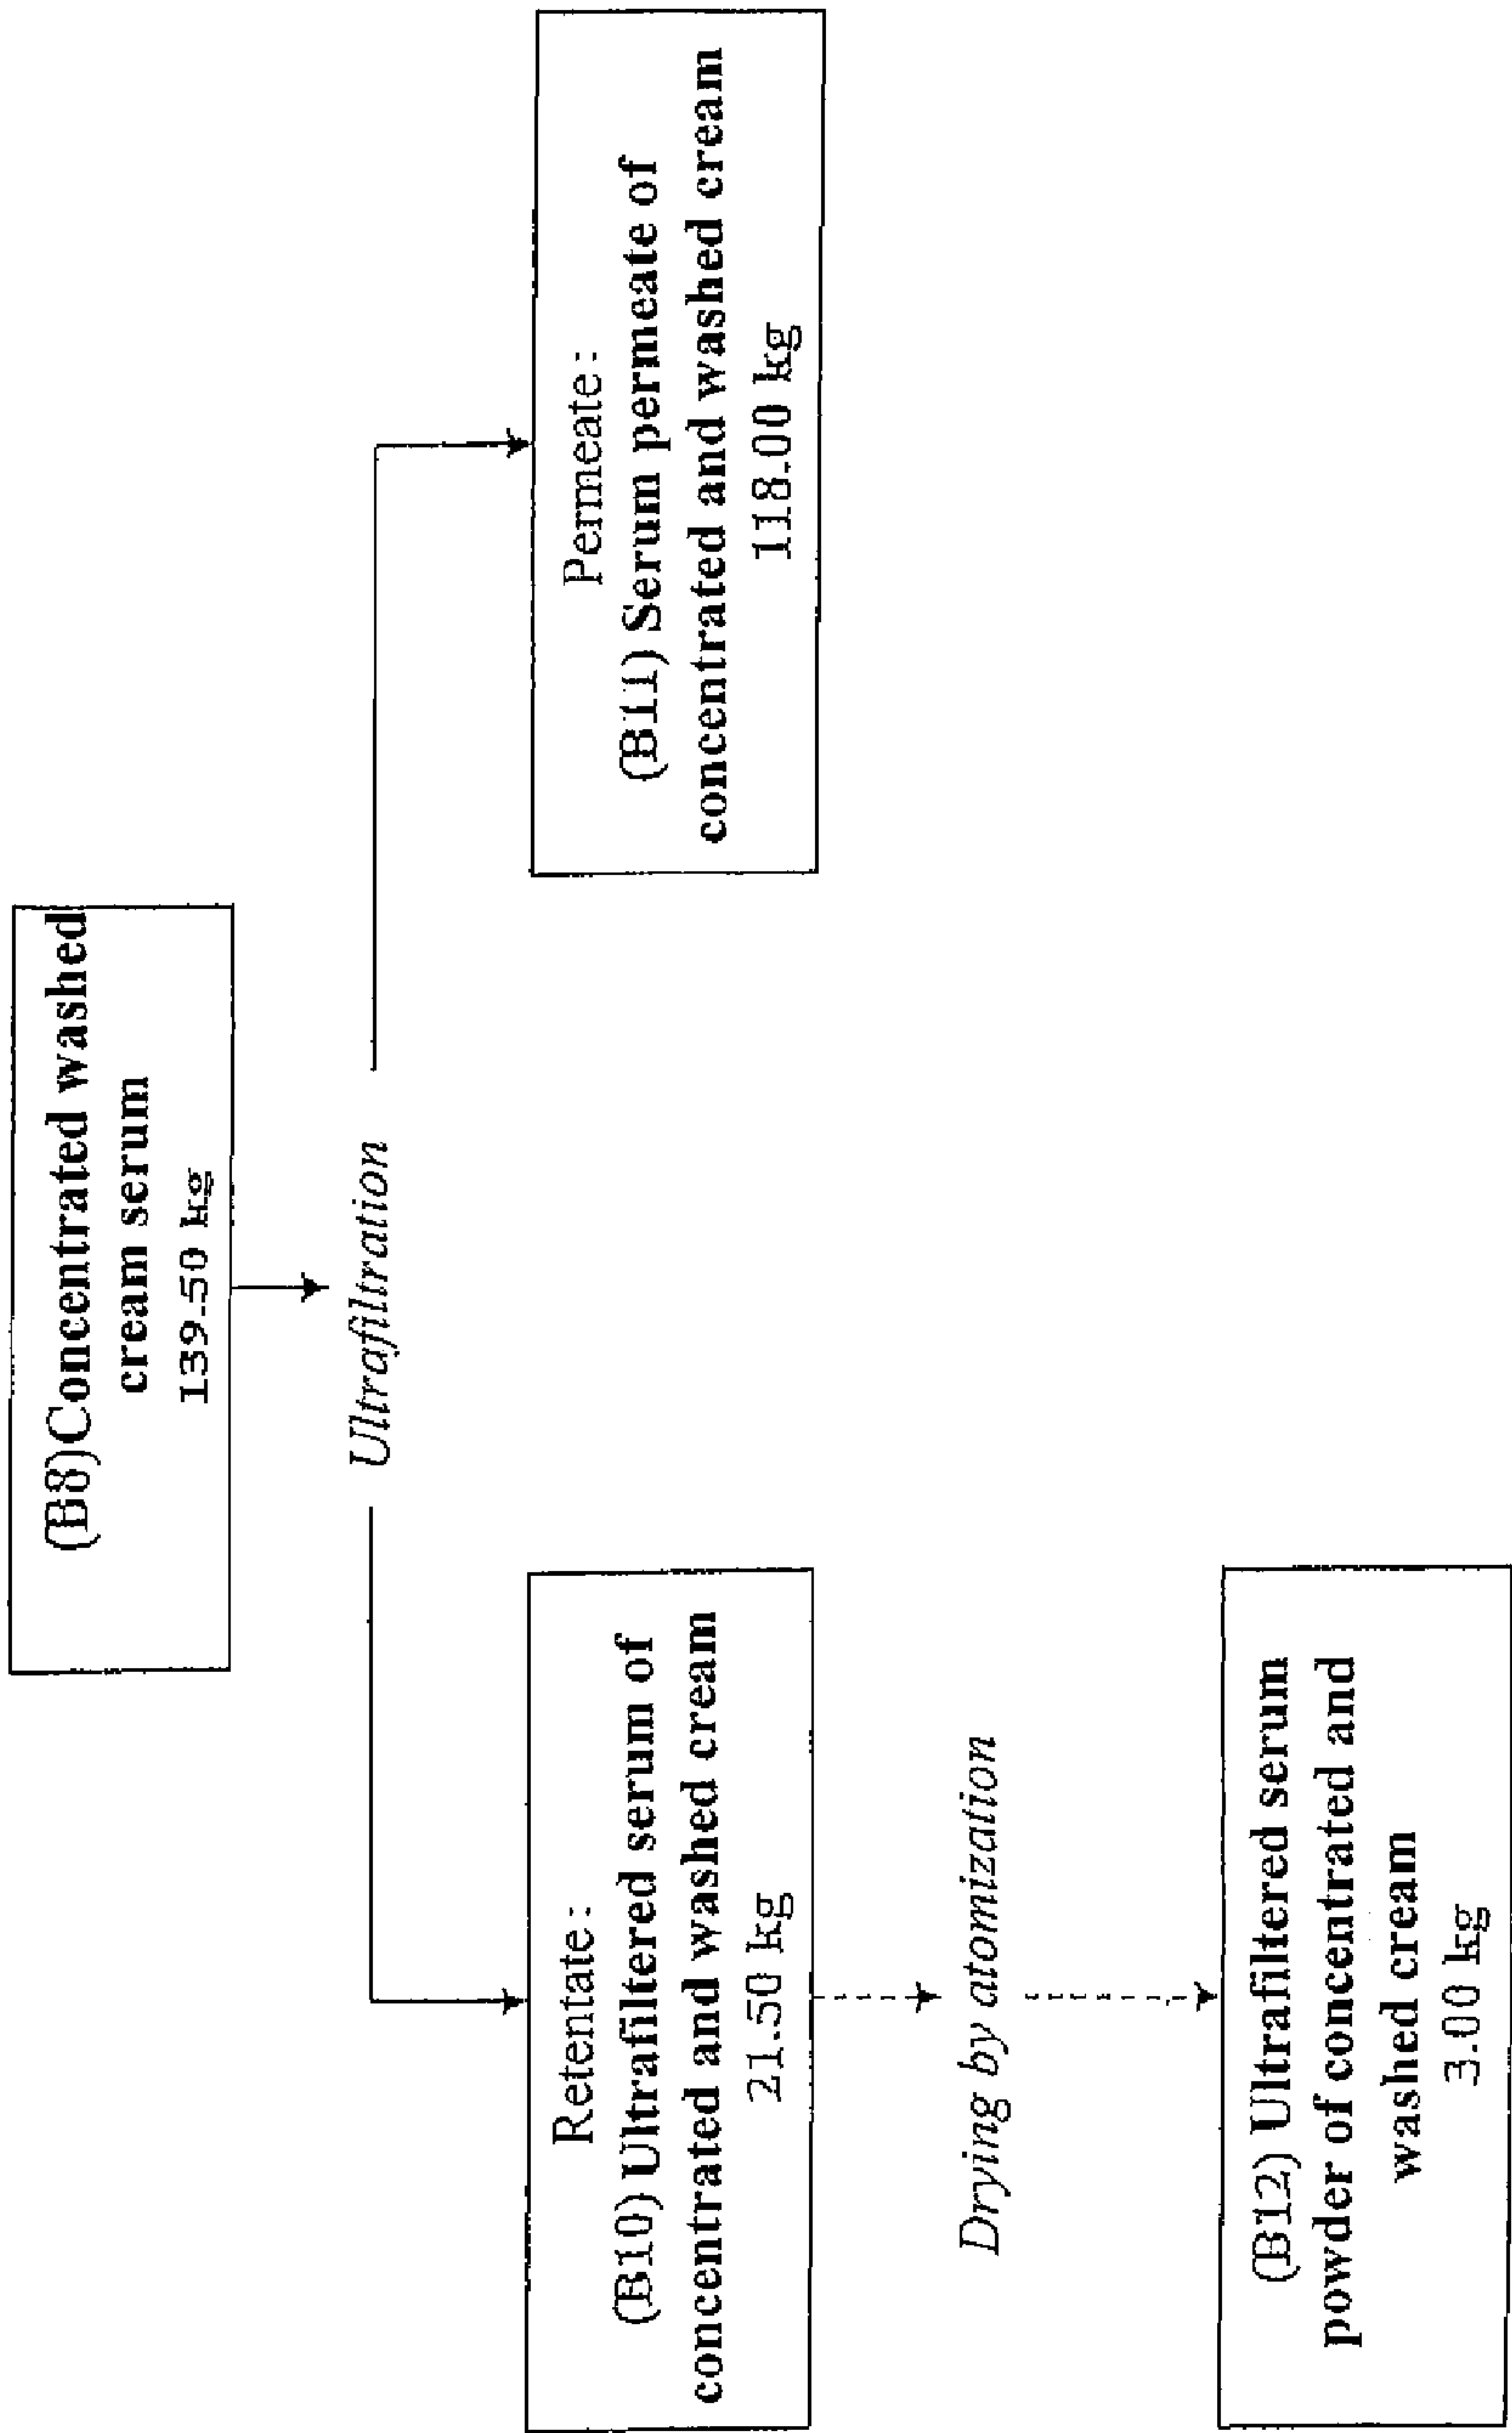 (B8)Concentrated washed
cream serum
139.50 kg
Ultrafiltration
Retentate:
(B10) Ultrafiltered serum of
concentrated and washed cream
21.50 kg
Permeate:
(B11) Serum permeate of
concentrated and washed cream
118.00 kg
Drying by atomization
(B12) Ultrafiltered serum
powder of concentrated and
washed cream
3.00 kg